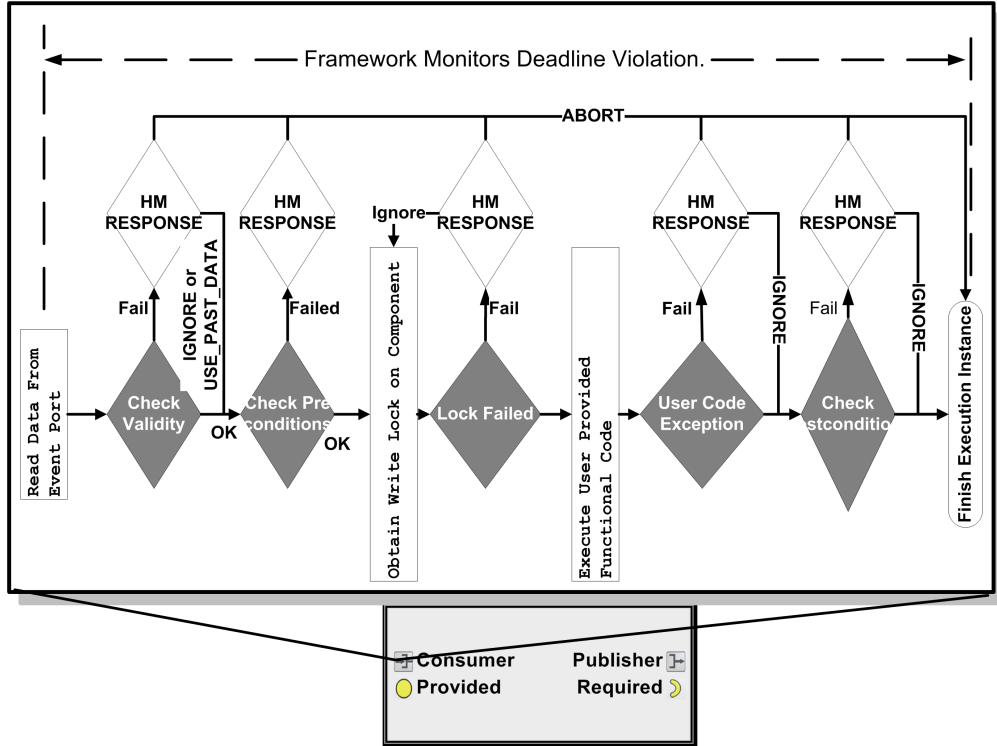 Framework Monitors Deadline Violation.
ABORT
HM
RESPONSE
HM
RESPONSE
Ignore
HM
RESPONSE
HM
RESPONSE
HM
RESPONSE
Fail
IGNORE or
USE_PAST_DATA
Failed
Fail
Fail
IGNORE
Fail
IGNORE
Read Data From
Event Port
Check
Validity
OK
Check Pre
conditions
OK
Obtain Write Lock on Component
Lock Failed
Execute User Provided
Functional Code
User Code
Exception
Check
stconditio
Finish Execution Instance
Consumer
Publisher
Provided
Required